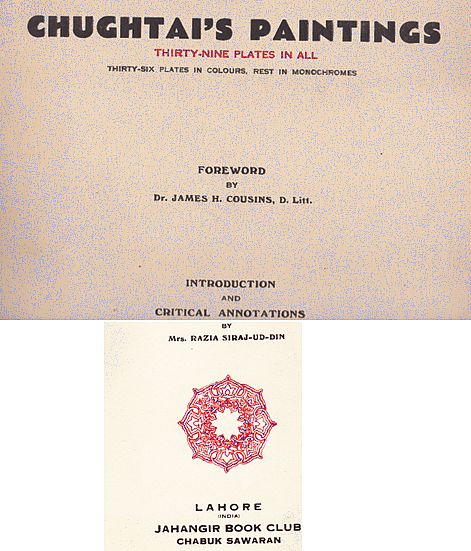 CHUGHTAI'S PAINTINGS
THIRTY-NINE PLATES IN ALL
THIRTY-SIX PLATES IN COLOURS, REST IN MONOCHROMES
FOREWORD
BY
Dr. JAMES H. COUSINS, D. Litt.
INTRODUCTION
AND
CRITICAL ANNOTATIONS
BY
Mrs. RAZIA SIRAJ-UD-DIN
LAHORE
(INDIA)
JAHANGIR BOOK CLUB
CHABUK SAWARAN